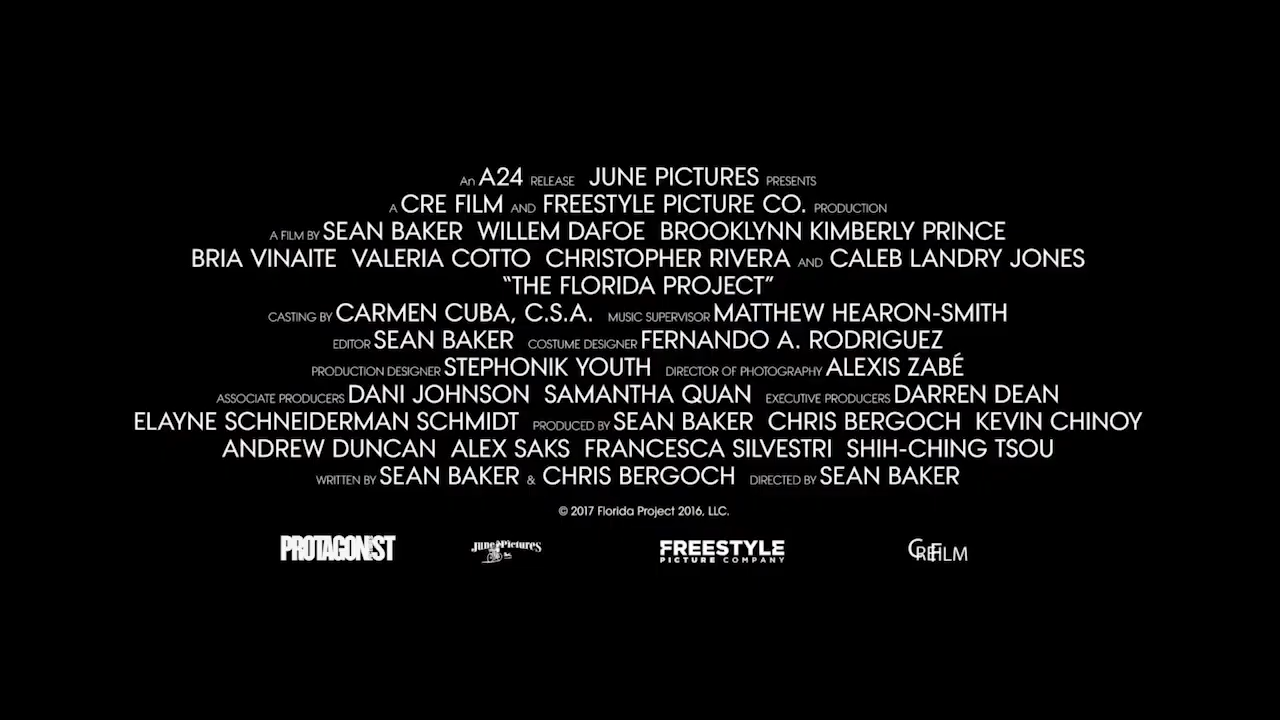 An A24 RELEASE JUNE PICTURES PRESENTS
A CRE FILM AND FREESTYLE PICTURE CO. PRODUCTION
A FILM BY SEAN BAKER WILLEM DAFOE BROOKLYNN KIMBERLY PRINCE
BRIA VINAITE VALERIA COTTO CHRISTOPHER RIVERA AND CALEB LANDRY JONES
“THE FLORIDA PROJECT”
CASTING BY CARMEN CUBA, C.S.A. MUSIC SUPERVISOR MATTHEW HEARON-SMITH
EDITOR SEAN BAKER COSTUME DESIGNER FERNANDO A. RODRIGUEZ
PRODUCTION DESIGNER STEPHONIK YOUTH DIRECTOR OF PHOTOGRAPHY ALEXIS ZABÉ
ASSOCIATE PRODUCERS DANI JOHNSON SAMANTHA QUAN EXECUTIVE PRODUCERS DARREN DEAN
ELAYNE SCHNEIDERMAN SCHMIDT PRODUCED BY SEAN BAKER CHRIS BERGOCH KEVIN CHINOY
ANDREW DUNCAN ALEX SAKS FRANCESCA SILVESTRI SHIH-CHING TSOU
WRITTEN BY SEAN BAKER & CHRIS BERGOCH DIRECTED BY SEAN BAKER
© 2017 Florida Project 2016, LLC.
PROTAGONIST June Pictures FREESTYLE CRE FILM
PICTURE COMPANY